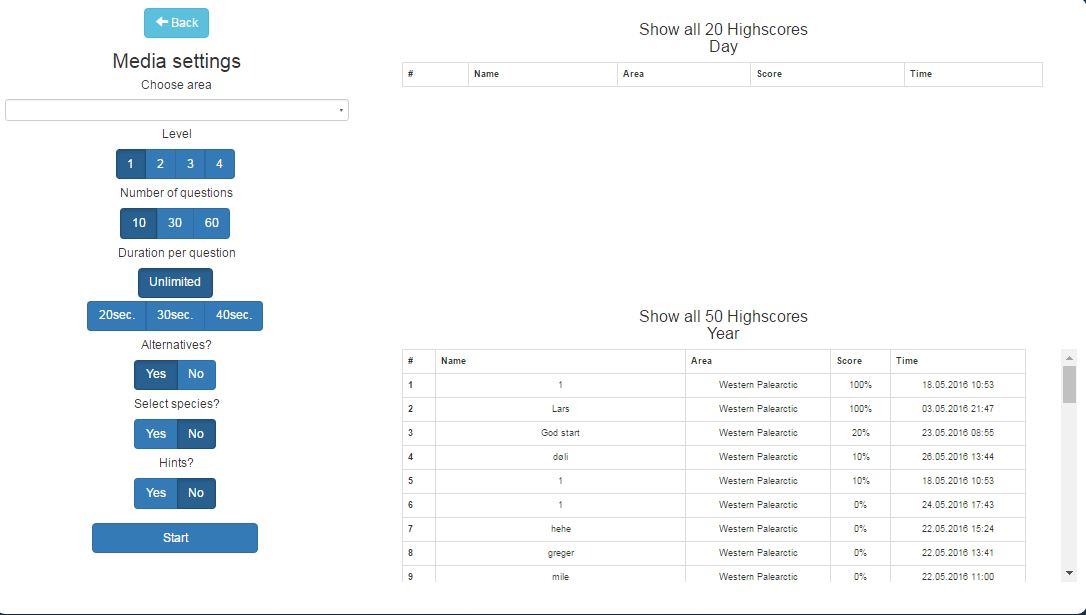 Back
Media settings
Choose area
Level
1 2 3 4
Number of questions
10 30 60
Duration per question
Unlimited
20sec. 30sec. 40sec.
Alternatives?
Yes No
Select species?
Yes No
Hints?
Yes No
Start
Show all 20 Highscores
Day
# Name Area Score Time
Show all 50 Highscores
Year
# Name Area Score Time
1 1 Western Palearctic 100% 18.05.2016 10:53
2 Lars Western Palearctic 100% 03.05.2016 21:47
3 God start Western Palearctic 20% 23.05.2016 08:55
4 døli Western Palearctic 10% 26.05.2016 13:44
5 1 Western Palearctic 10% 18.05.2016 10:53
6 1 Western Palearctic 0% 24.05.2016 17:43
7 hehe Western Palearctic 0% 22.05.2016 15:24
8 greger Western Palearctic 0% 22.05.2016 13:41
9 mile Western Palearctic 0% 22.05.2016 11:00